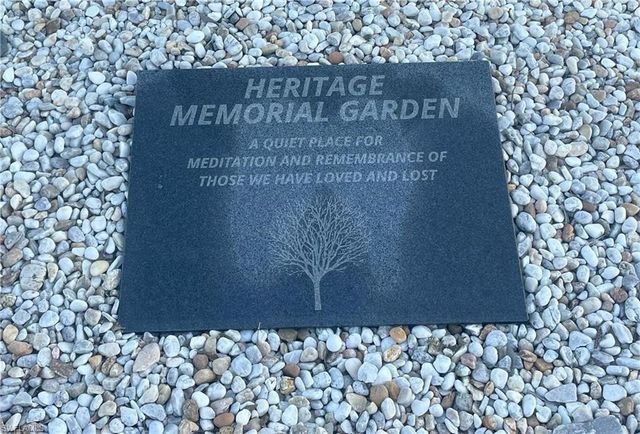 HERITAGE
MEMORIAL GARDEN
A QUIET PLACE FOR
MEDITATION AND REMEMBRANCE OF
THOSE WE HAVE LOVED AND LOST